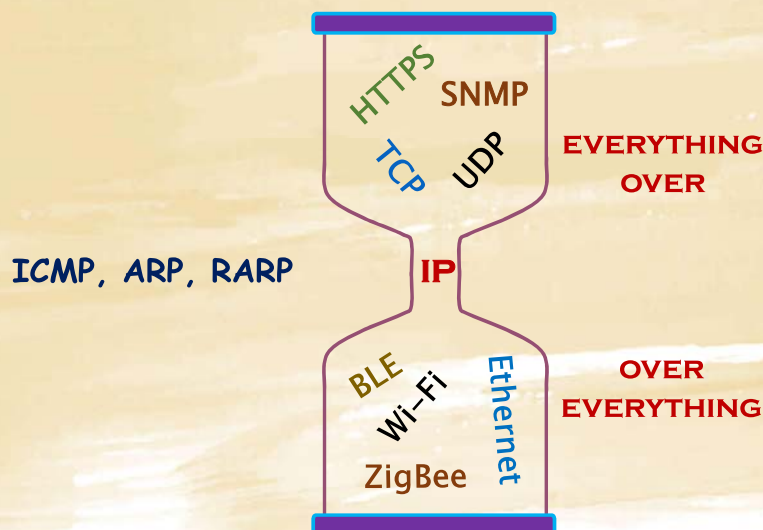 HTTPS
SNMP
TCP
UDP
EVERYTHING
OVER
ICMP, ARP, RARP
IP
BLE
Wi-Fi
Ethernet
ZigBee
OVER
EVERYTHING